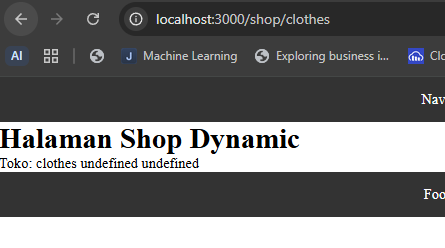 localhost:3000/shop/clothes
AI
J Machine Learning
Exploring business i...
Clo
Nav
Halaman Shop Dynamic
Toko: clothes undefined undefined
Foo